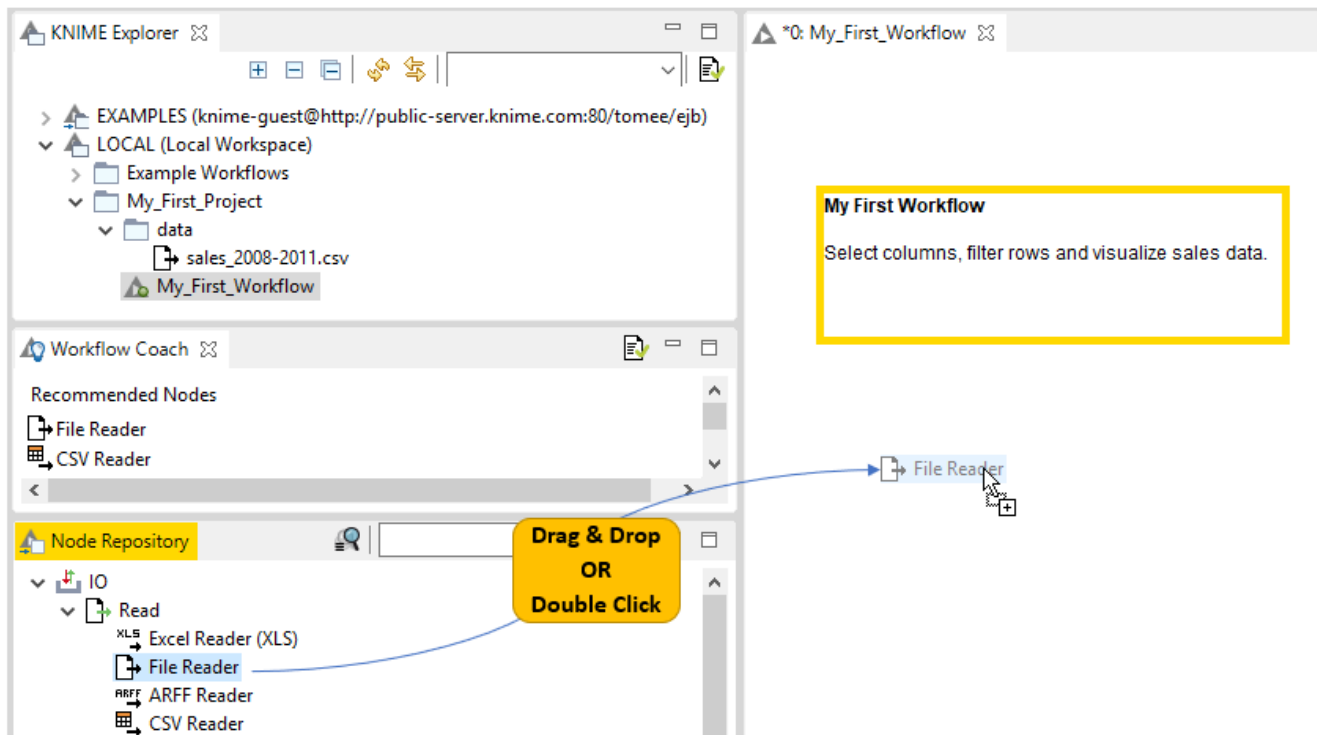 KNIME Explorer
EXAMPLES (knime-guest@http://public-server.knime.com:80/tomee/ejb)
LOCAL (Local Workspace)
Example Workflows
My_First_Project
data
sales_2008-2011.csv
My_First_Workflow
Workflow Coach
Recommended Nodes
File Reader
CSV Reader
Node Repository
IO
Read
XLS Excel Reader (XLS)
File Reader
ARFF ARFF Reader
CSV Reader
Drag & Drop
OR
Double Click
*0: My_First_Workflow
My First Workflow
Select columns, filter rows and visualize sales data.
File Reader